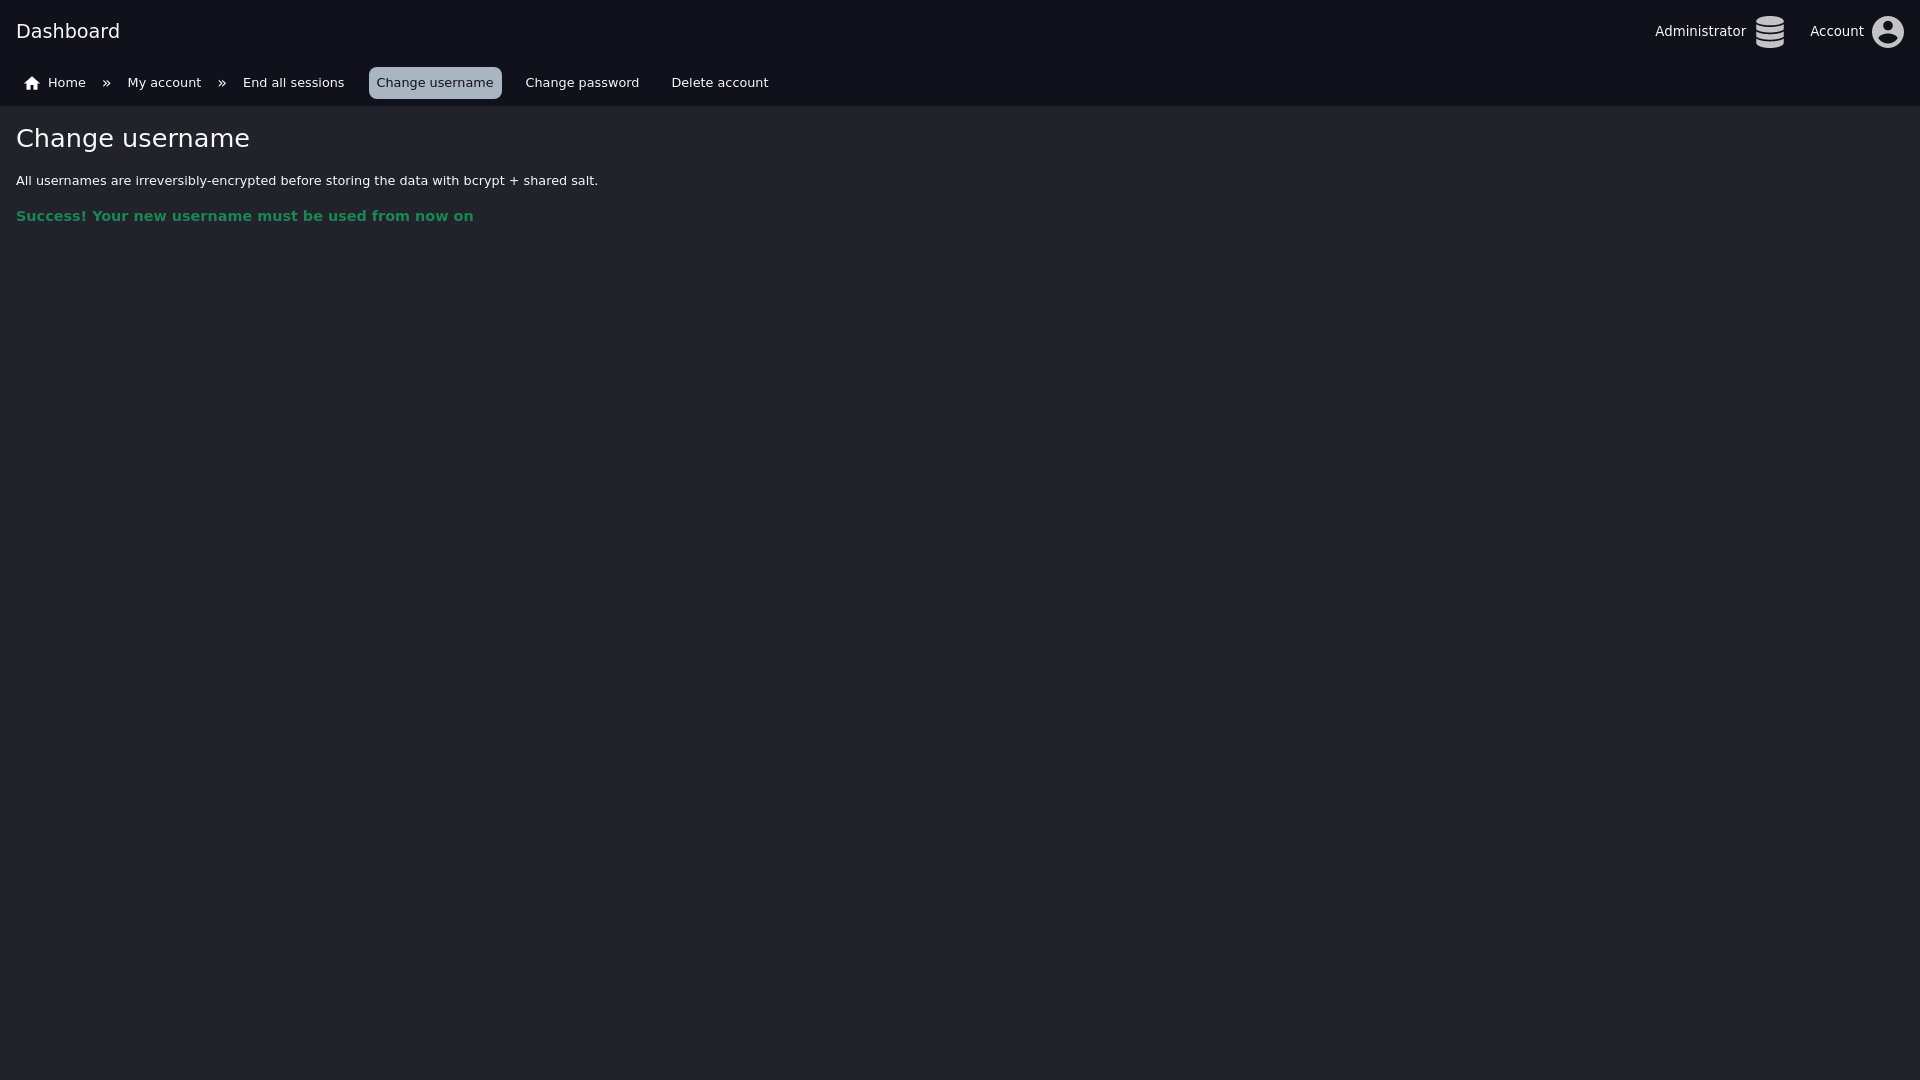 Dashboard
Administrator
Account
Home » My account » End all sessions Change username Change password Delete account
Change username
All usernames are irreversibly-encrypted before storing the data with bcrypt + shared salt.
Success! Your new username must be used from now on